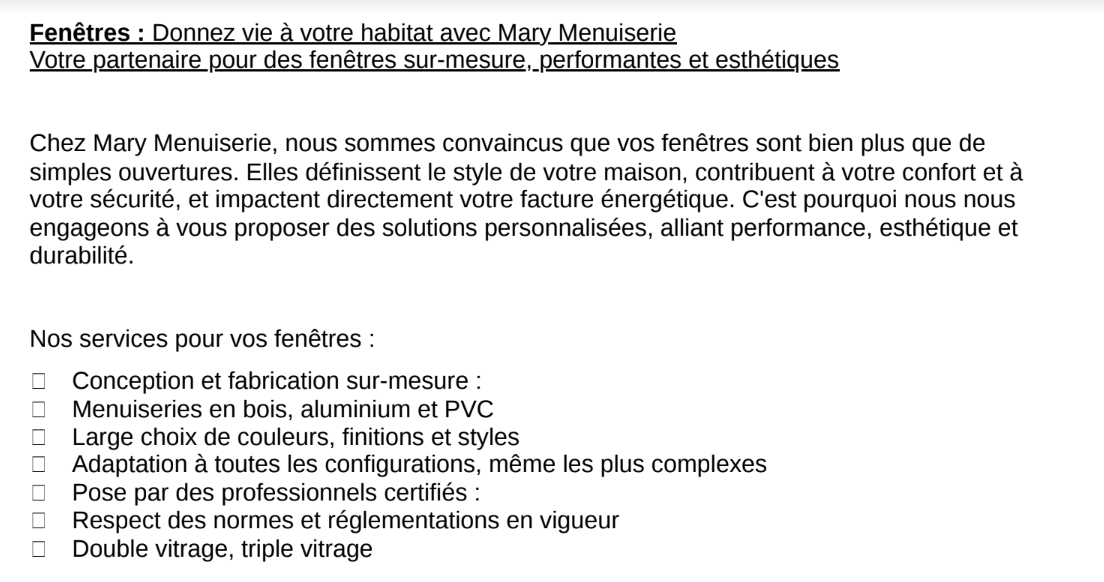 Fenêtres : Donnez vie à votre habitat avec Mary Menuiserie
Votre partenaire pour des fenêtres sur-mesure, performantes et esthétiques
Chez Mary Menuiserie, nous sommes convaincus que vos fenêtres sont bien plus que de
simples ouvertures. Elles définissent le style de votre maison, contribuent à votre confort et à
votre sécurité, et impactent directement votre facture énergétique. C'est pourquoi nous nous
engageons à vous proposer des solutions personnalisées, alliant performance, esthétique et
durabilité.
Nos services pour vos fenêtres :
Conception et fabrication sur-mesure :
Menuiseries en bois, aluminium et PVC
Large choix de couleurs, finitions et styles
Adaptation à toutes les configurations, même les plus complexes
Pose par des professionnels certifiés :
Respect des normes et réglementations en vigueur
Double vitrage, triple vitrage